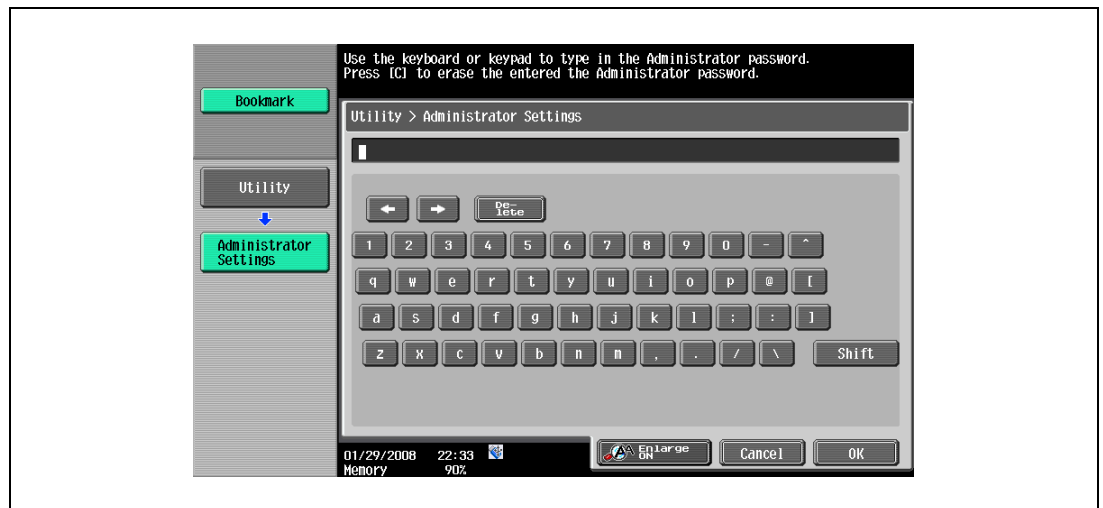 Use the keyboard or keypad to type in the Administrator password.
Press [C] to erase the entered the Administrator password.
Bookmark
Utility > Administrator Settings
Utility
Administrator
Settings
De-
lete
1 2 3 4 5 6 7 8 9 0 - ^
q w e r t y u i o p @ [
a s d f g h j k l ; : ]
z x c v b n m , . / \ Shift
01/29/2008 22:33
Memory 90%
Enlarge
ON
Cancel
OK